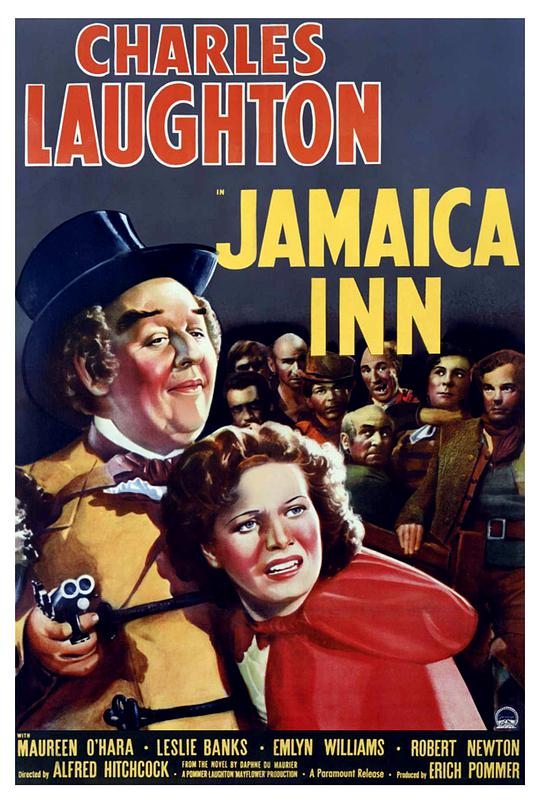 CHARLES
LAUGHTON
IN
JAMAICA
INN
WITH
MAUREEN O'HARA · LESLIE BANKS · EMLYN WILLIAMS · ROBERT NEWTON
Directed by ALFRED HITCHCOCK · FROM THE NOVEL BY DAPHNE DU MAURIER
A POMMER-LAUGHTON 'MAYFLOWER' PRODUCTION · A Paramount Release · Produced by ERICH POMMER